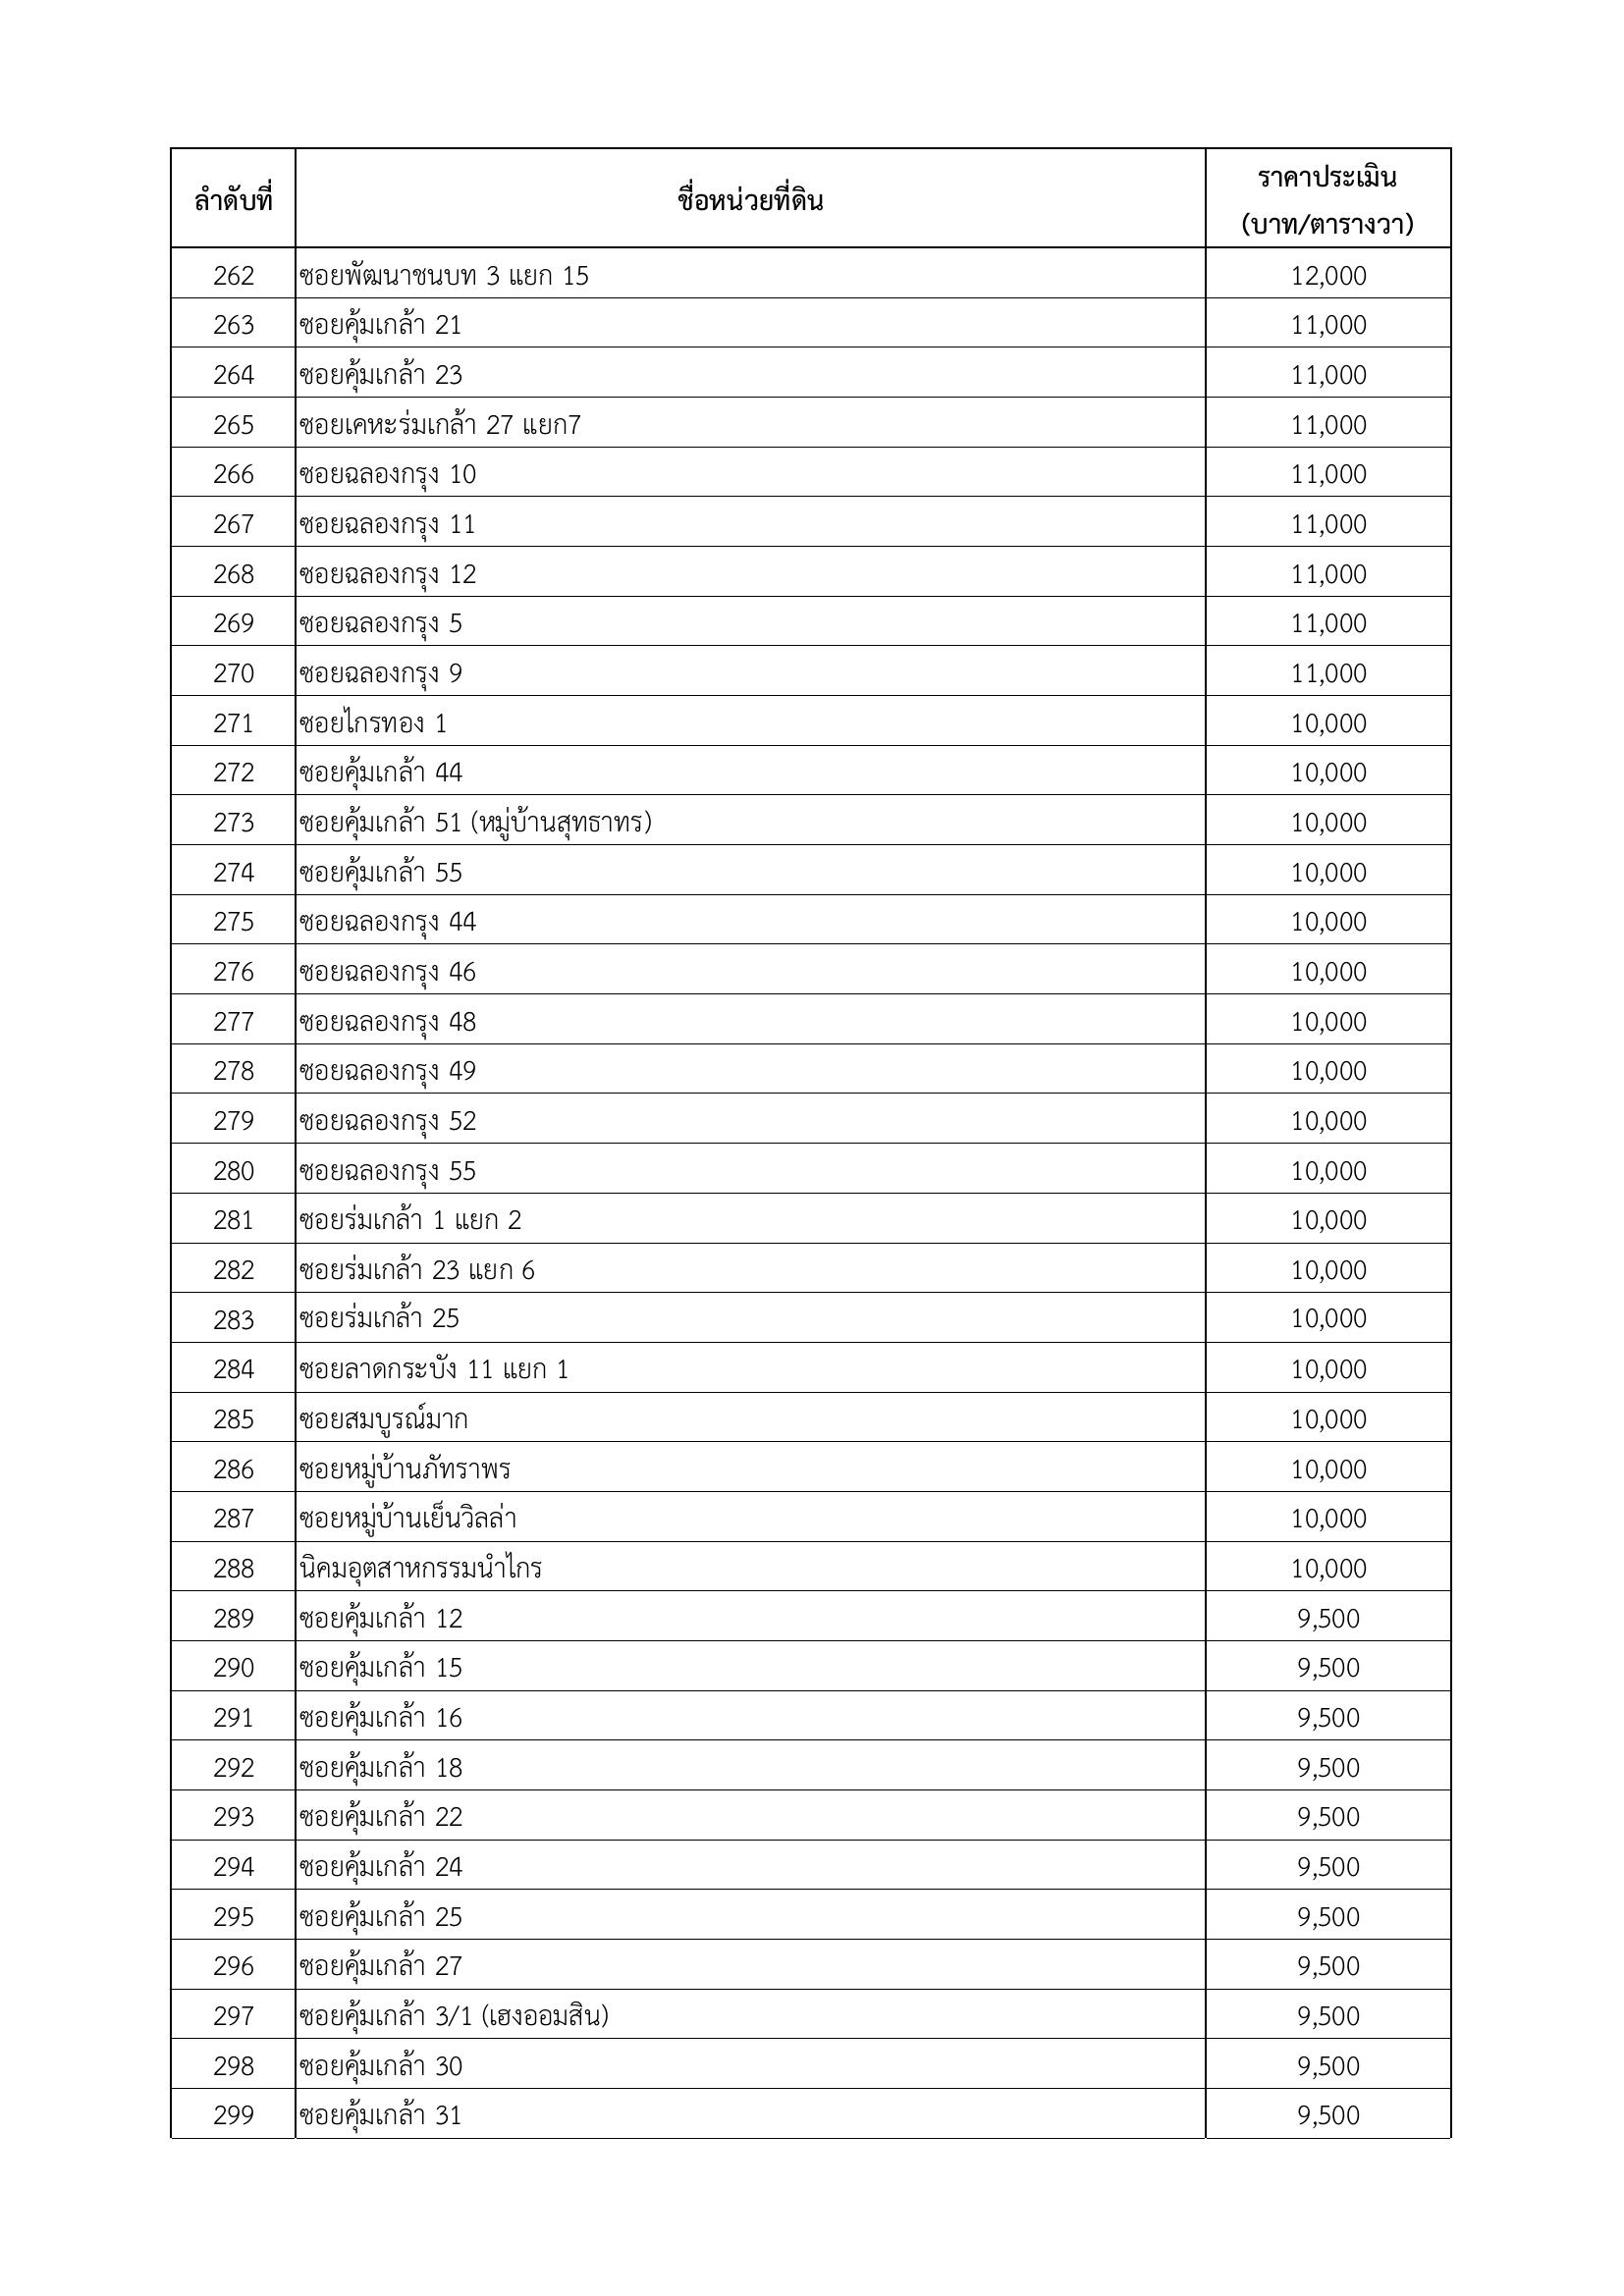 ลำดับที่ ชื่อหน่วยที่ดิน ราคาประเมิน
(บาท/ตารางวา)
262 ซอยพัฒนาชนบท 3 แยก 15 12,000
263 ซอยคุ้มเกล้า 21 11,000
264 ซอยคุ้มเกล้า 23 11,000
265 ซอยเคหะร่มเกล้า 27 แยก7 11,000
266 ซอยฉลองกรุง 10 11,000
267 ซอยฉลองกรุง 11 11,000
268 ซอยฉลองกรุง 12 11,000
269 ซอยฉลองกรุง 5 11,000
270 ซอยฉลองกรุง 9 11,000
271 ซอยไกรทอง 1 10,000
272 ซอยคุ้มเกล้า 44 10,000
273 ซอยคุ้มเกล้า 51 (หมู่บ้านสุทธาทร) 10,000
274 ซอยคุ้มเกล้า 55 10,000
275 ซอยฉลองกรุง 44 10,000
276 ซอยฉลองกรุง 46 10,000
277 ซอยฉลองกรุง 48 10,000
278 ซอยฉลองกรุง 49 10,000
279 ซอยฉลองกรุง 52 10,000
280 ซอยฉลองกรุง 55 10,000
281 ซอยร่มเกล้า 1 แยก 2 10,000
282 ซอยร่มเกล้า 23 แยก 6 10,000
283 ซอยร่มเกล้า 25 10,000
284 ซอยลาดกระบัง 11 แยก 1 10,000
285 ซอยสมบูรณ์มาก 10,000
286 ซอยหมู่บ้านภัทราพร 10,000
287 ซอยหมู่บ้านเย็นวิลล่า 10,000
288 นิคมอุตสาหกรรมนำไกร 10,000
289 ซอยคุ้มเกล้า 12 9,500
290 ซอยคุ้มเกล้า 15 9,500
291 ซอยคุ้มเกล้า 16 9,500
292 ซอยคุ้มเกล้า 18 9,500
293 ซอยคุ้มเกล้า 22 9,500
294 ซอยคุ้มเกล้า 24 9,500
295 ซอยคุ้มเกล้า 25 9,500
296 ซอยคุ้มเกล้า 27 9,500
297 ซอยคุ้มเกล้า 3/1 (เฮงออมสิน) 9,500
298 ซอยคุ้มเกล้า 30 9,500
299 ซอยคุ้มเกล้า 31 9,500